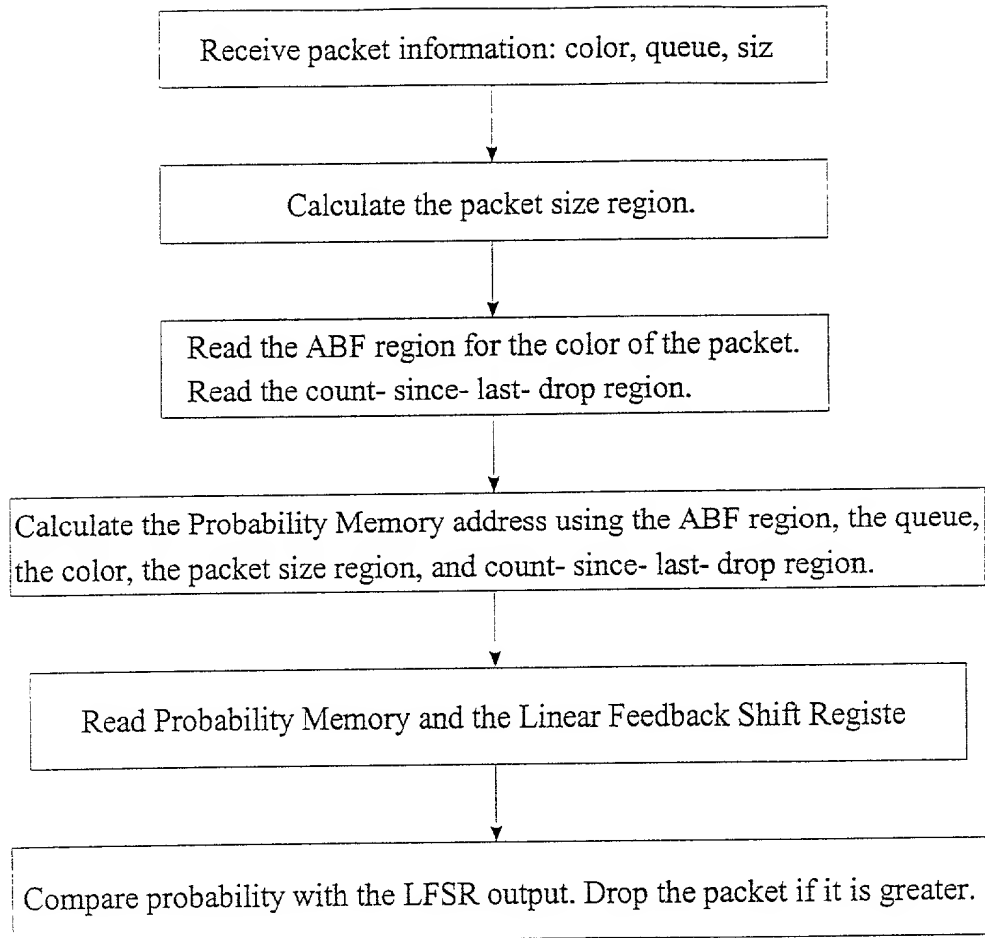 Receive packet information: color, queue, siz
Calculate the packet size region.
Read the ABF region for the color of the packet.
Read the count- since- last- drop region.
Calculate the Probability Memory address using the ABF region, the queue,
the color, the packet size region, and count- since- last- drop region.
Read Probability Memory and the Linear Feedback Shift Registe
Compare probability with the LFSR output. Drop the packet if it is greater.